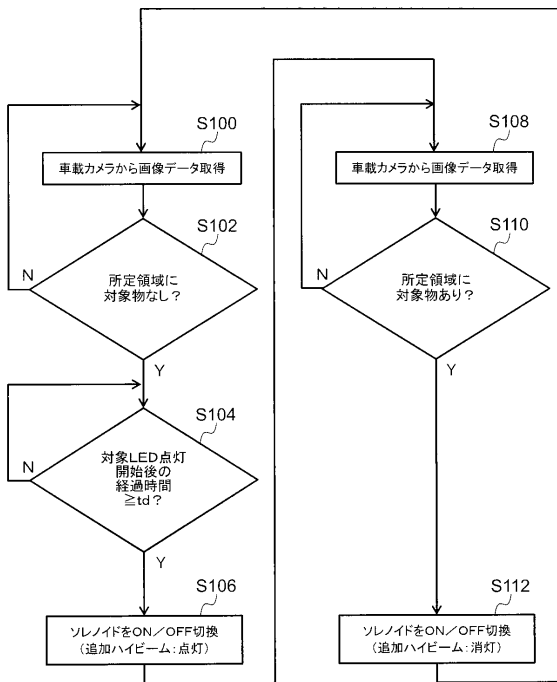 S100
車載カメラから画像データ取得
S102
所定領域に
対象物なし？
N
Y
S104
対象LED点灯
開始後の
経過時間
≧td？
N
Y
S106
ソレノイドをON／OFF切換
（追加ハイビーム：点灯）
S108
車載カメラから画像データ取得
S110
所定領域に
対象物あり？
N
Y
S112
ソレノイドをON／OFF切換
（追加ハイビーム：消灯）